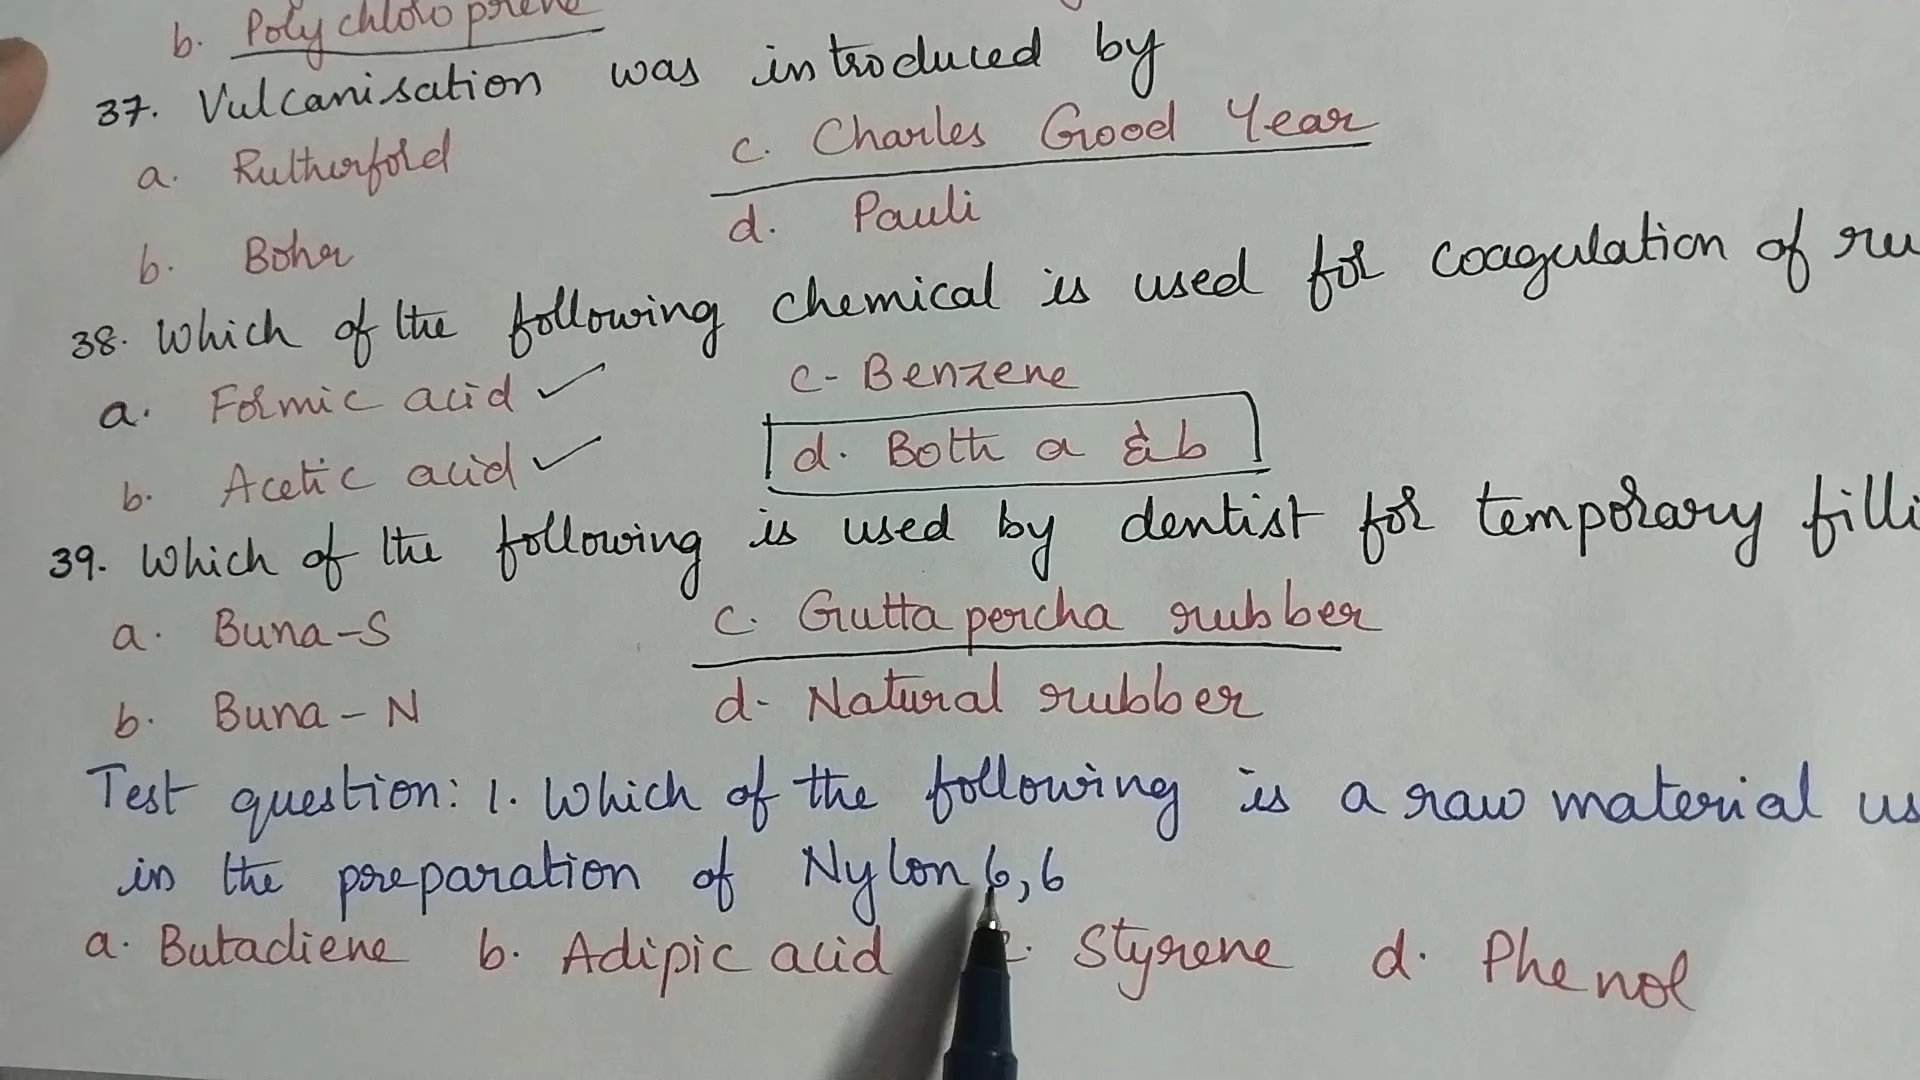 b. Polychloroprene
37. Vulcanisation was introduced by
a. Rutherford c. Charles Good Year
b. Bohr d. Pauli
38. Which of the following chemical is used for coagulation of ru
a. Formic acid ✓ c- Benzene
b. Acetic acid ✓ d. Both a & b
39. Which of the following is used by dentist for temporary filli
a. Buna-S c. Gutta percha rubber
b. Buna-N d- Natural rubber
Test question: 1. Which of the following is a raw material us
in the preparation of Nylon 6,6
a. Butadiene b. Adipic acid c. Styrene d. Phenol